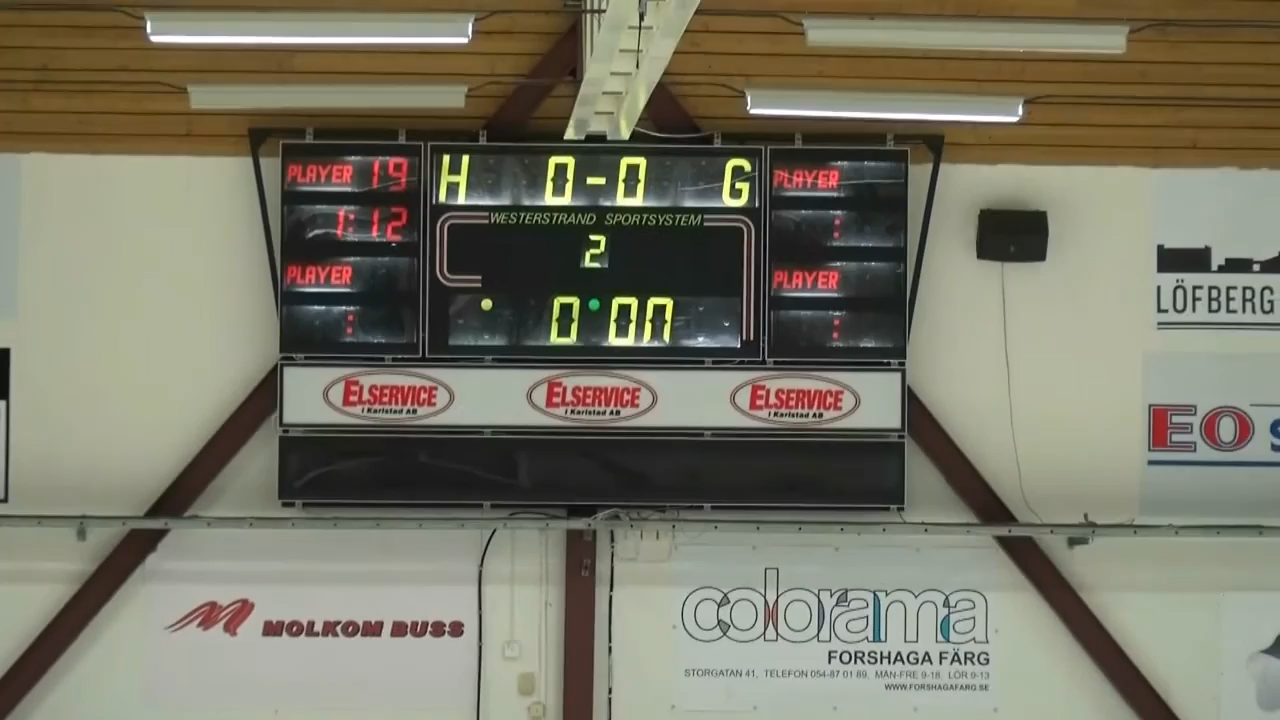 PLAYER 19
1:12
PLAYER
:
H 0-0 G
WESTERSTRAND SPORTSYSTEM
2
0:00
PLAYER
:
PLAYER
:
ELSERVICE
i Karlstad AB
ELSERVICE
i Karlstad AB
ELSERVICE
i Karlstad AB
LÖFBERG
EO
MOLKOM BUSS
colorama
FORSHAGA FÄRG
STORGATAN 41, TELEFON 054-87 01 89, MÅN-FRE 9-18, LÖR 9-13
WWW.FORSHAGAFARG.SE